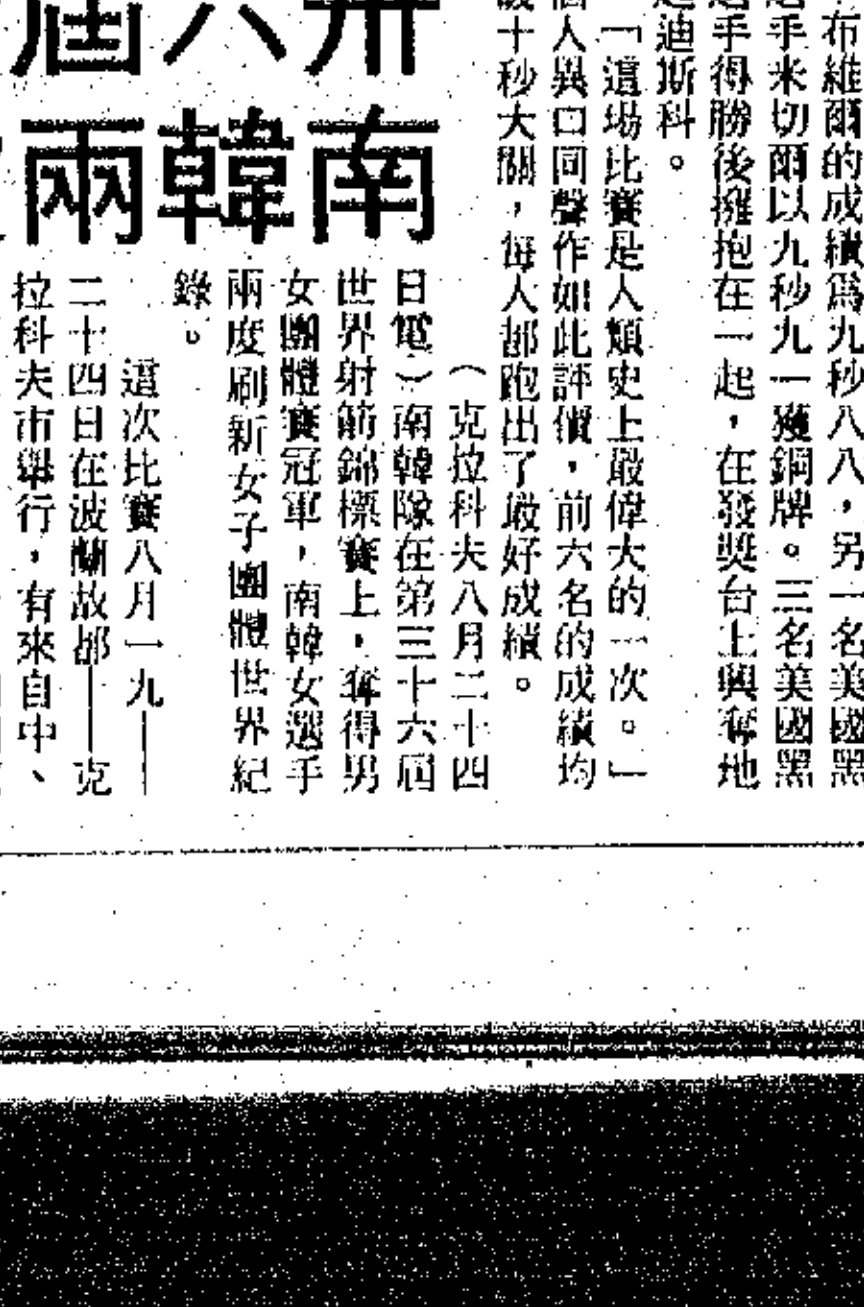 布維爾的成績爲九秒八八，另一名美國黑
手米切爾以九秒九一獲銅牌。三名美國黑
手得勝後擁抱在一起，在發奬台上興奮地
迪斯科。
「這場比賽是人類史上最偉大的一次。」
人異口同聲作如此評價，前六名的成績均
十秒大關，每人都跑出了最好成績。
卅六屆
南韓兩
（克拉科夫八月二十四
日電）南韓隊在第三十六屆
世界射箭錦標賽上，奪得男
女團體賽冠軍，南韓女選手
兩度刷新女子團體世界紀
錄。
這次比賽八月一九——
二十四日在波蘭故都——克
拉科夫市舉行，有來自中、